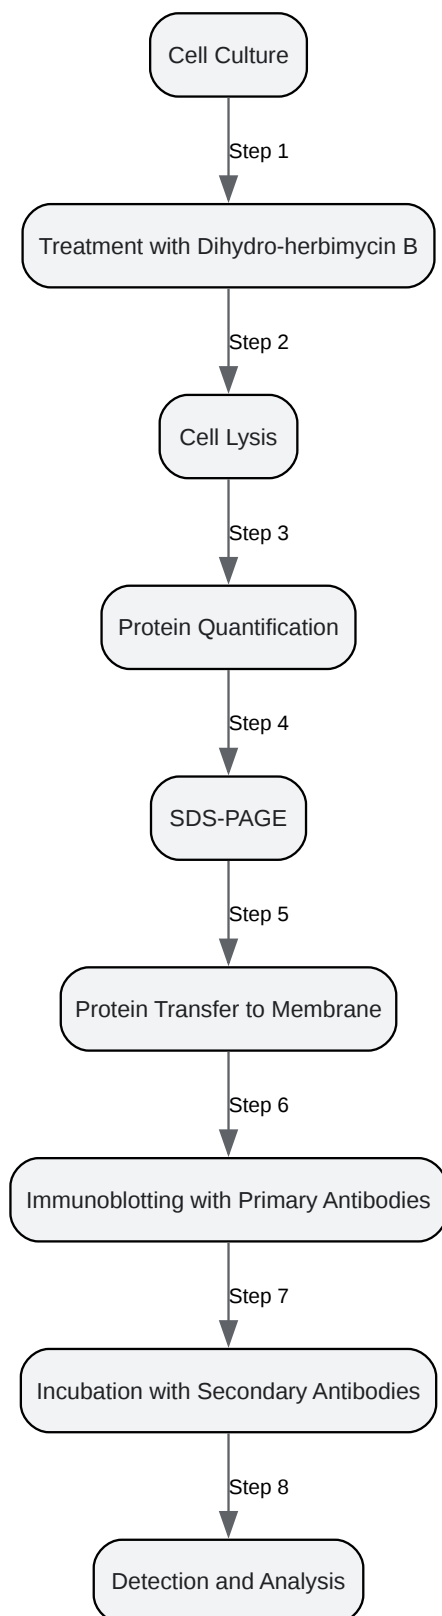 Cell Culture
Step 1
Treatment with Dihydro-herbimycin B
Step 2
Cell Lysis
Step 3
Protein Quantification
Step 4
SDS-PAGE
Step 5
Protein Transfer to Membrane
Step 6
Immunoblotting with Primary Antibodies
Step 7
Incubation with Secondary Antibodies
Step 8
Detection and Analysis